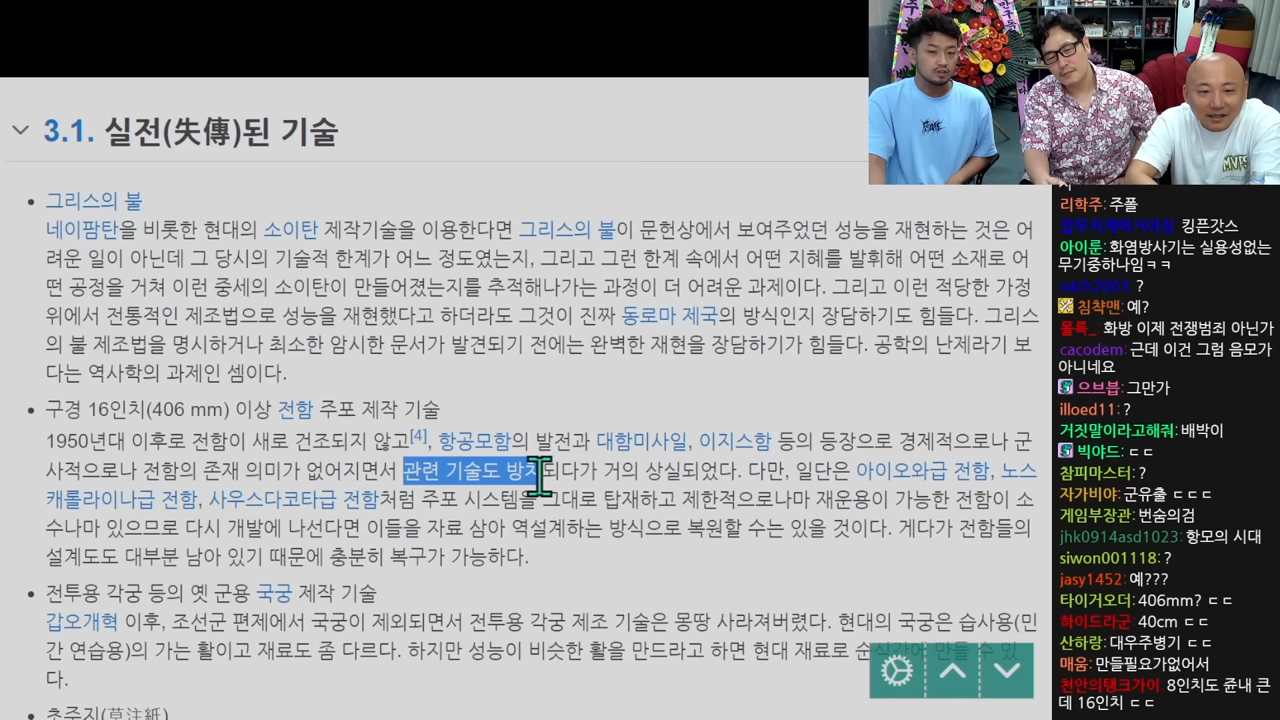 3.1. 실전(失傳)된 기술
그리스의 불
네이팜탄을 비롯한 현대의 소이탄 제작기술을 이용한다면 그리스의 불이 문헌상에서 보여주었던 성능을 재현하는 것은 어
려운 일이 아닌데 그 당시의 기술적 한계가 어느 정도였는지, 그리고 그런 한계 속에서 어떤 지혜를 발휘해 어떤 소재로 어
떤 공정을 거쳐 이런 중세의 소이탄이 만들어졌는지를 추적해나가는 과정이 더 어려운 과제이다. 그리고 이런 적당한 가정
위에서 전통적인 제조법으로 성능을 재현했다고 하더라도 그것이 진짜 동로마 제국의 방식인지 장담하기도 힘들다. 그리스
의 불 제조법을 명시하거나 최소한 암시한 문서가 발견되기 전에는 완벽한 재현을 장담하기가 힘들다. 공학의 난제라기 보
다는 역사학의 과제인 셈이다.
구경 16인치(406 mm) 이상 전함 주포 제작 기술
1950년대 이후로 전함이 새로 건조되지 않고[4], 항공모함의 발전과 대함미사일, 이지스함 등의 등장으로 경제적으로나 군
사적으로나 전함의 존재 의미가 없어지면서 관련 기술도 방치되다가 거의 상실되었다. 다만, 일단은 아이오와급 전함, 노스
캐롤라이나급 전함, 사우스다코타급 전함처럼 주포 시스템을 그대로 탑재하고 제한적으로나마 재운용이 가능한 전함이 소
수나마 있으므로 다시 개발에 나선다면 이들을 자료 삼아 역설계하는 방식으로 복원할 수는 있을 것이다. 게다가 전함들의
설계도도 대부분 남아 있기 때문에 충분히 복구가 가능하다.
전투용 각궁 등의 옛 군용 국궁 제작 기술
갑오개혁 이후, 조선군 편제에서 국궁이 제외되면서 전투용 각궁 제조 기술은 몽땅 사라져버렸다. 현대의 국궁은 습사용(민
간 연습용)의 가는 활이고 재료도 좀 다르다. 하지만 성능이 비슷한 활을 만드라고 하면 현대 재료로 순식간에 만들 수 있
다.
초주지(草注紙)
리학주: 주폴
킹픈갓스
아이룬: 화염방사기는 실용성없는
무기중하나임ㅋㅋ
?
침착맨: 예?
몰록_ 화방 이제 전쟁범죄 아닌가
cacodem: 근데 이건 그럼 음모가
아니네요
으브븝: 그만가
illoed11: ?
거짓말이라고해줘: 배박이
빅야드: ㄷㄷ
참피마스터: ?
자가비야: 군유출 ㄷㄷㄷ
게임부장관: 번숨의검
jhk0914asd1023: 항모의 시대
siwon001118: ?
jasy1452: 예???
타이거오더: 406mm? ㄷㄷ
하이드라군: 40cm ㄷㄷ
산하랑: 대우주병기 ㄷㄷ
매움: 만들필요가없어서
천안의탱크가이: 8인치도 쥰내 큰
데 16인치 ㄷㄷ
MVPS